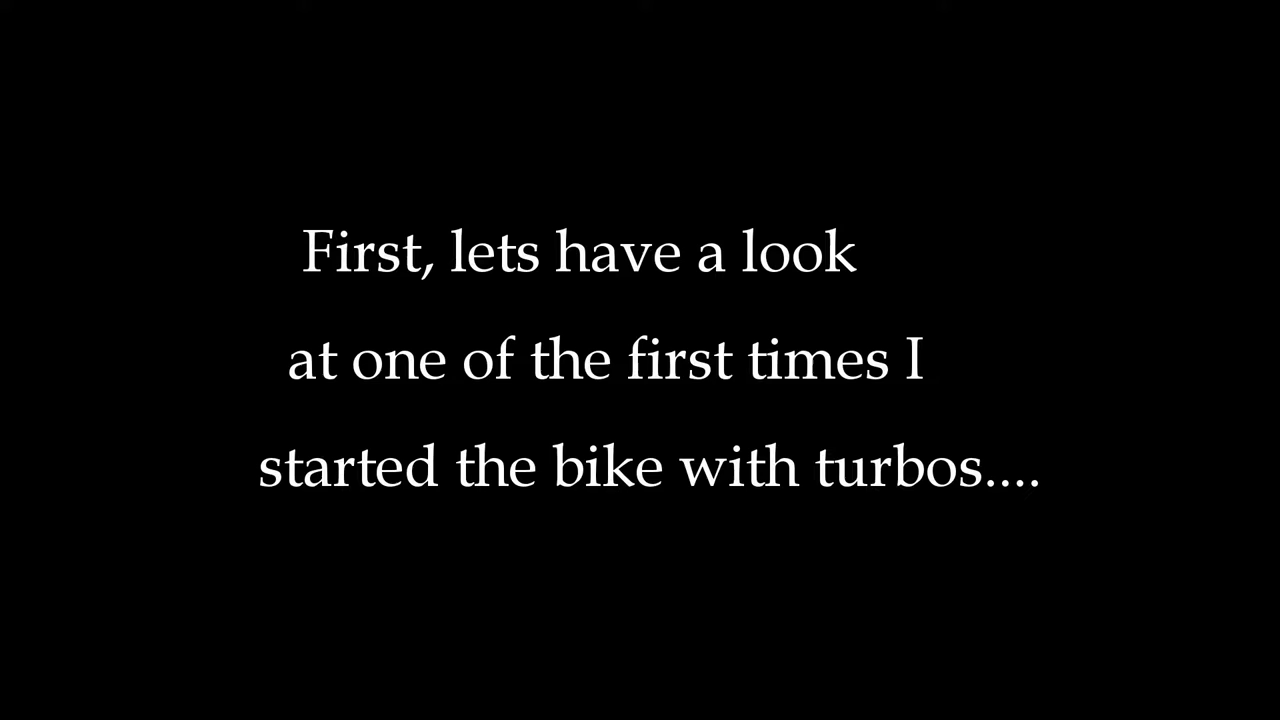 First, lets have a look
at one of the first times I
started the bike with turbos....